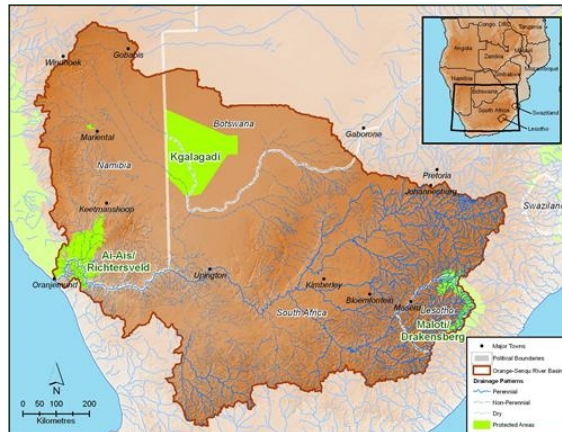 Windhoek
Gobabis
Mariental
Namibia
Keetmanshoop
Ai-Ais/
Richtersveld
Oranjemund
Botswana
Kgalagadi
Gaborone
Pretoria
Johannesburg
Swaziland
Upington
Kimberley
Bloemfontein
Maseru
Lesotho
South Africa
Maloti/
Drakensberg
Congo, DRC
Tanzania
Angola
Zambia
Malawi
Mozambique
Zimbabwe
Namibia
Botswana
South Africa
Swaziland
Lesotho
N
0 50 100 200
Kilometres
Major Towns
Political Boundaries
Orange-Senqu River Basin
Drainage Patterns
Perennial
Non-Perennial
Dry
Protected Areas